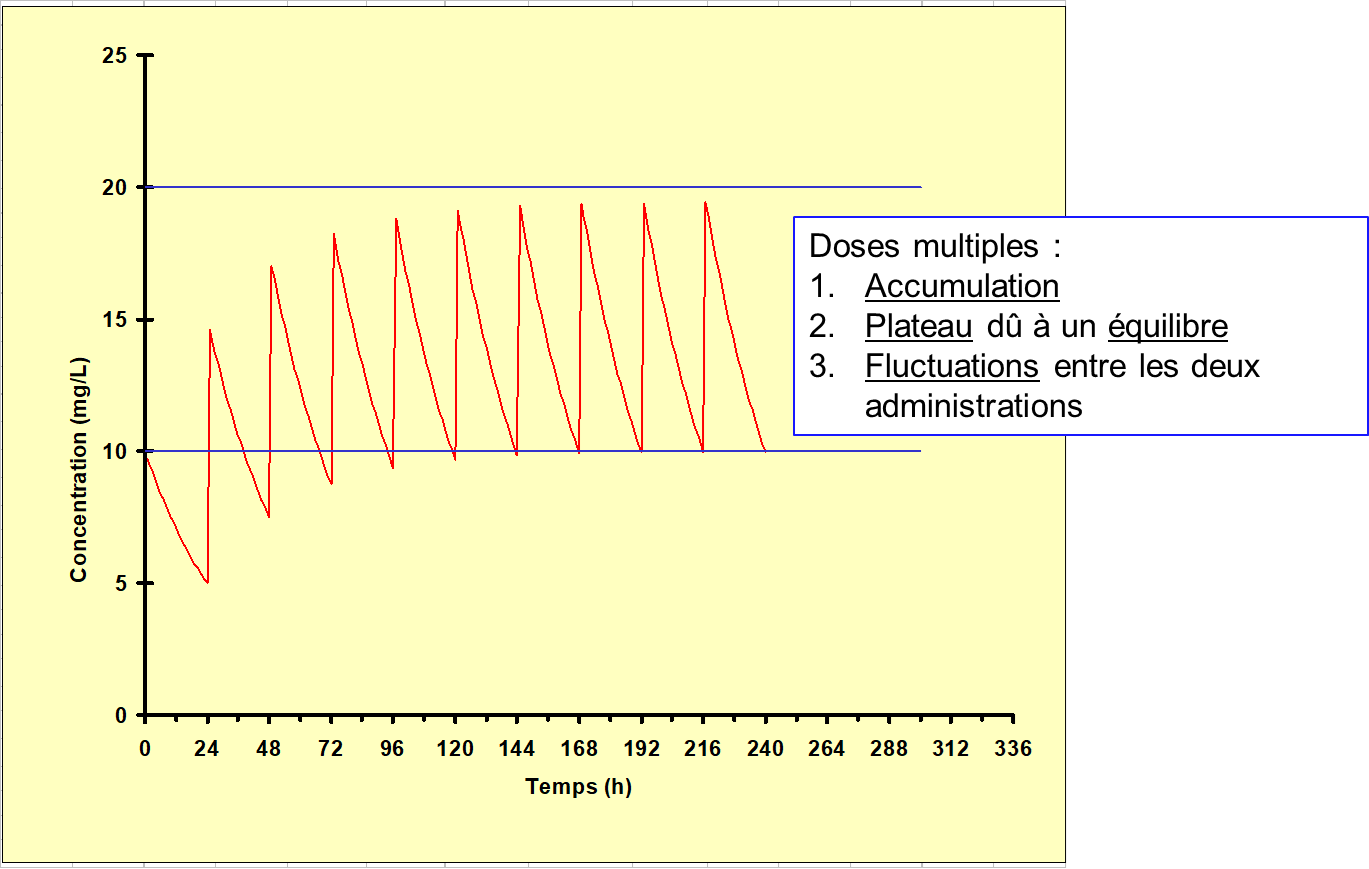 25
20
15
10
5
0
Concentration (mg/L)
0 24 48 72 96 120 144 168 192 216 240 264 288 312 336
Temps (h)
Doses multiples :
1. Accumulation
2. Plateau dû à un équilibre
3. Fluctuations entre les deux
administrations